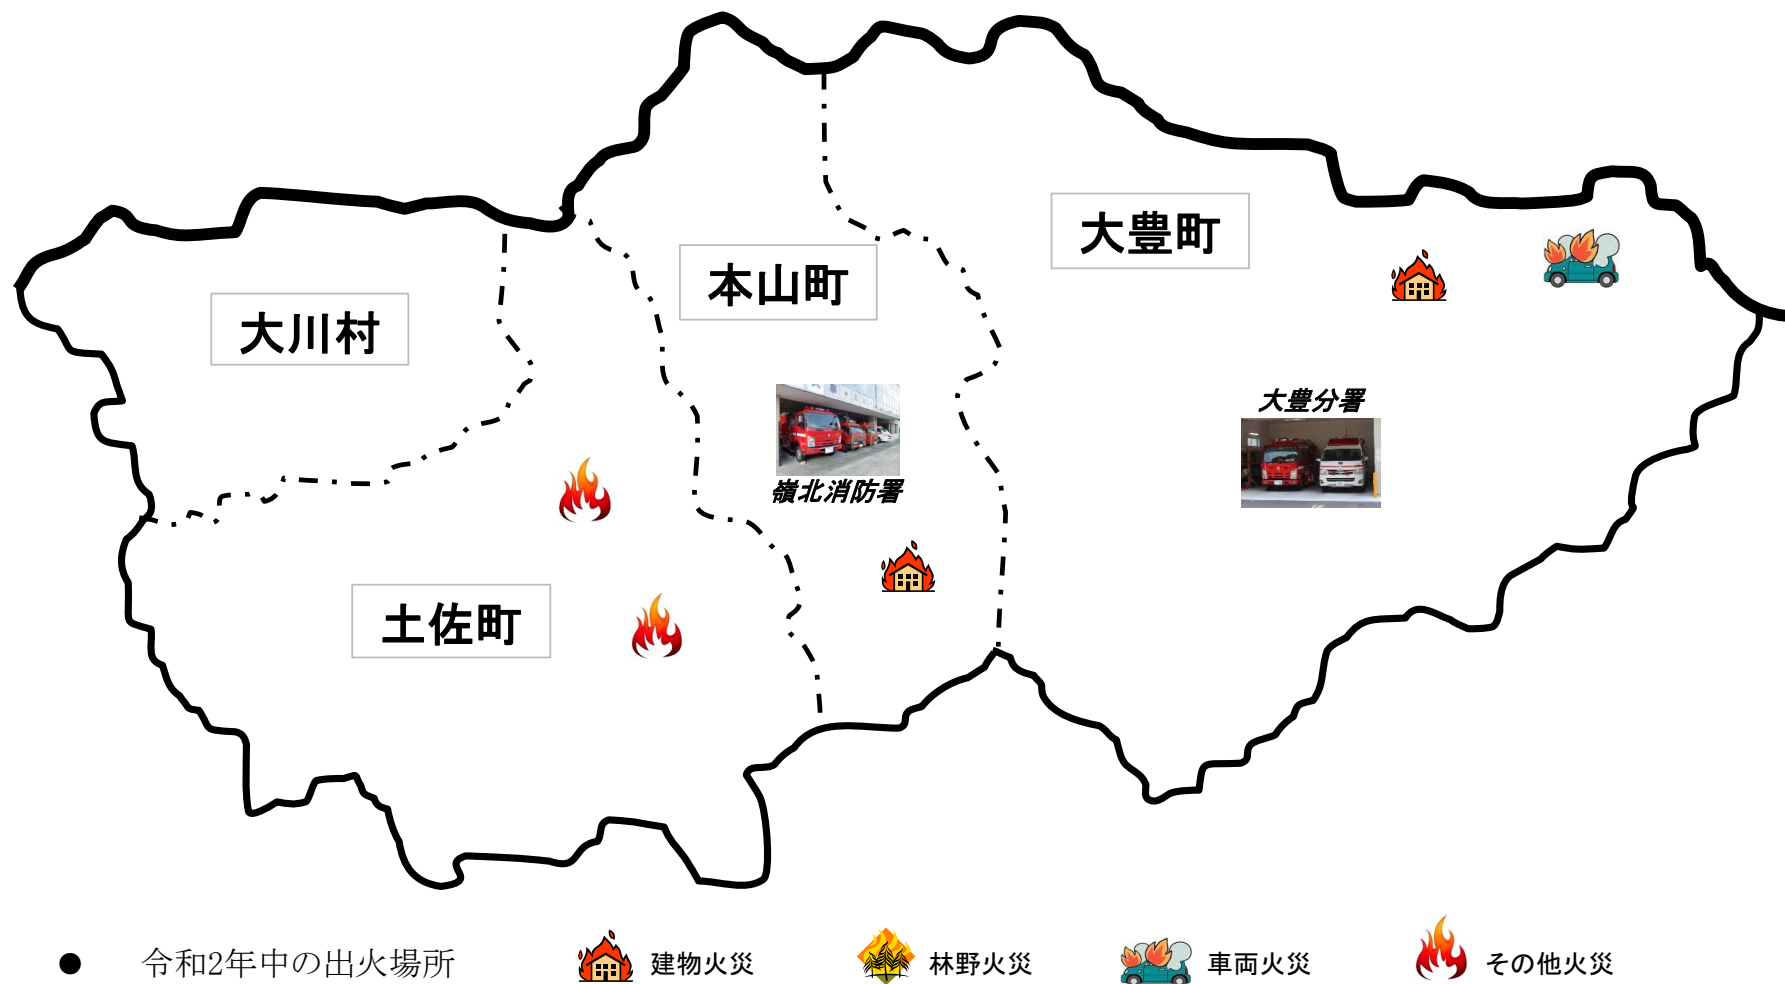 大豊町
本山町
大川村
大豊分署
嶺北消防署
土佐町
● 令和2年中の出火場所 建物火災 林野火災 車両火災 その他火災